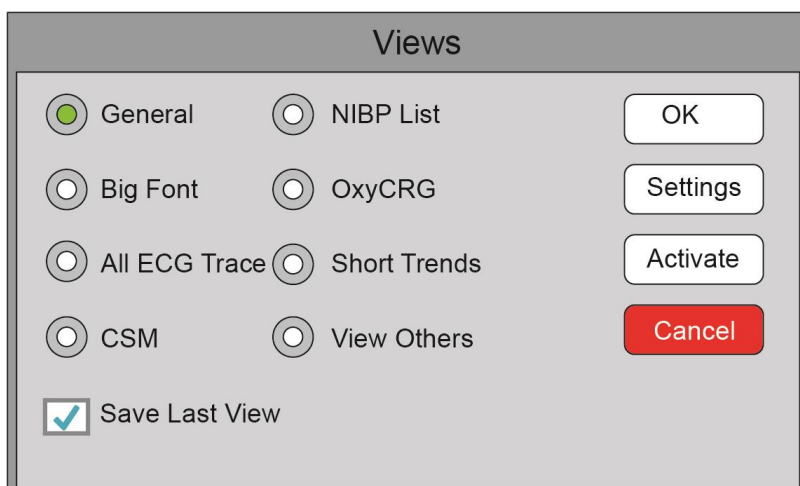 Views
General NIBP List OK
Big Font OxyCRG Settings
All ECG Trace Short Trends Activate
CSM View Others Cancel
Save Last View